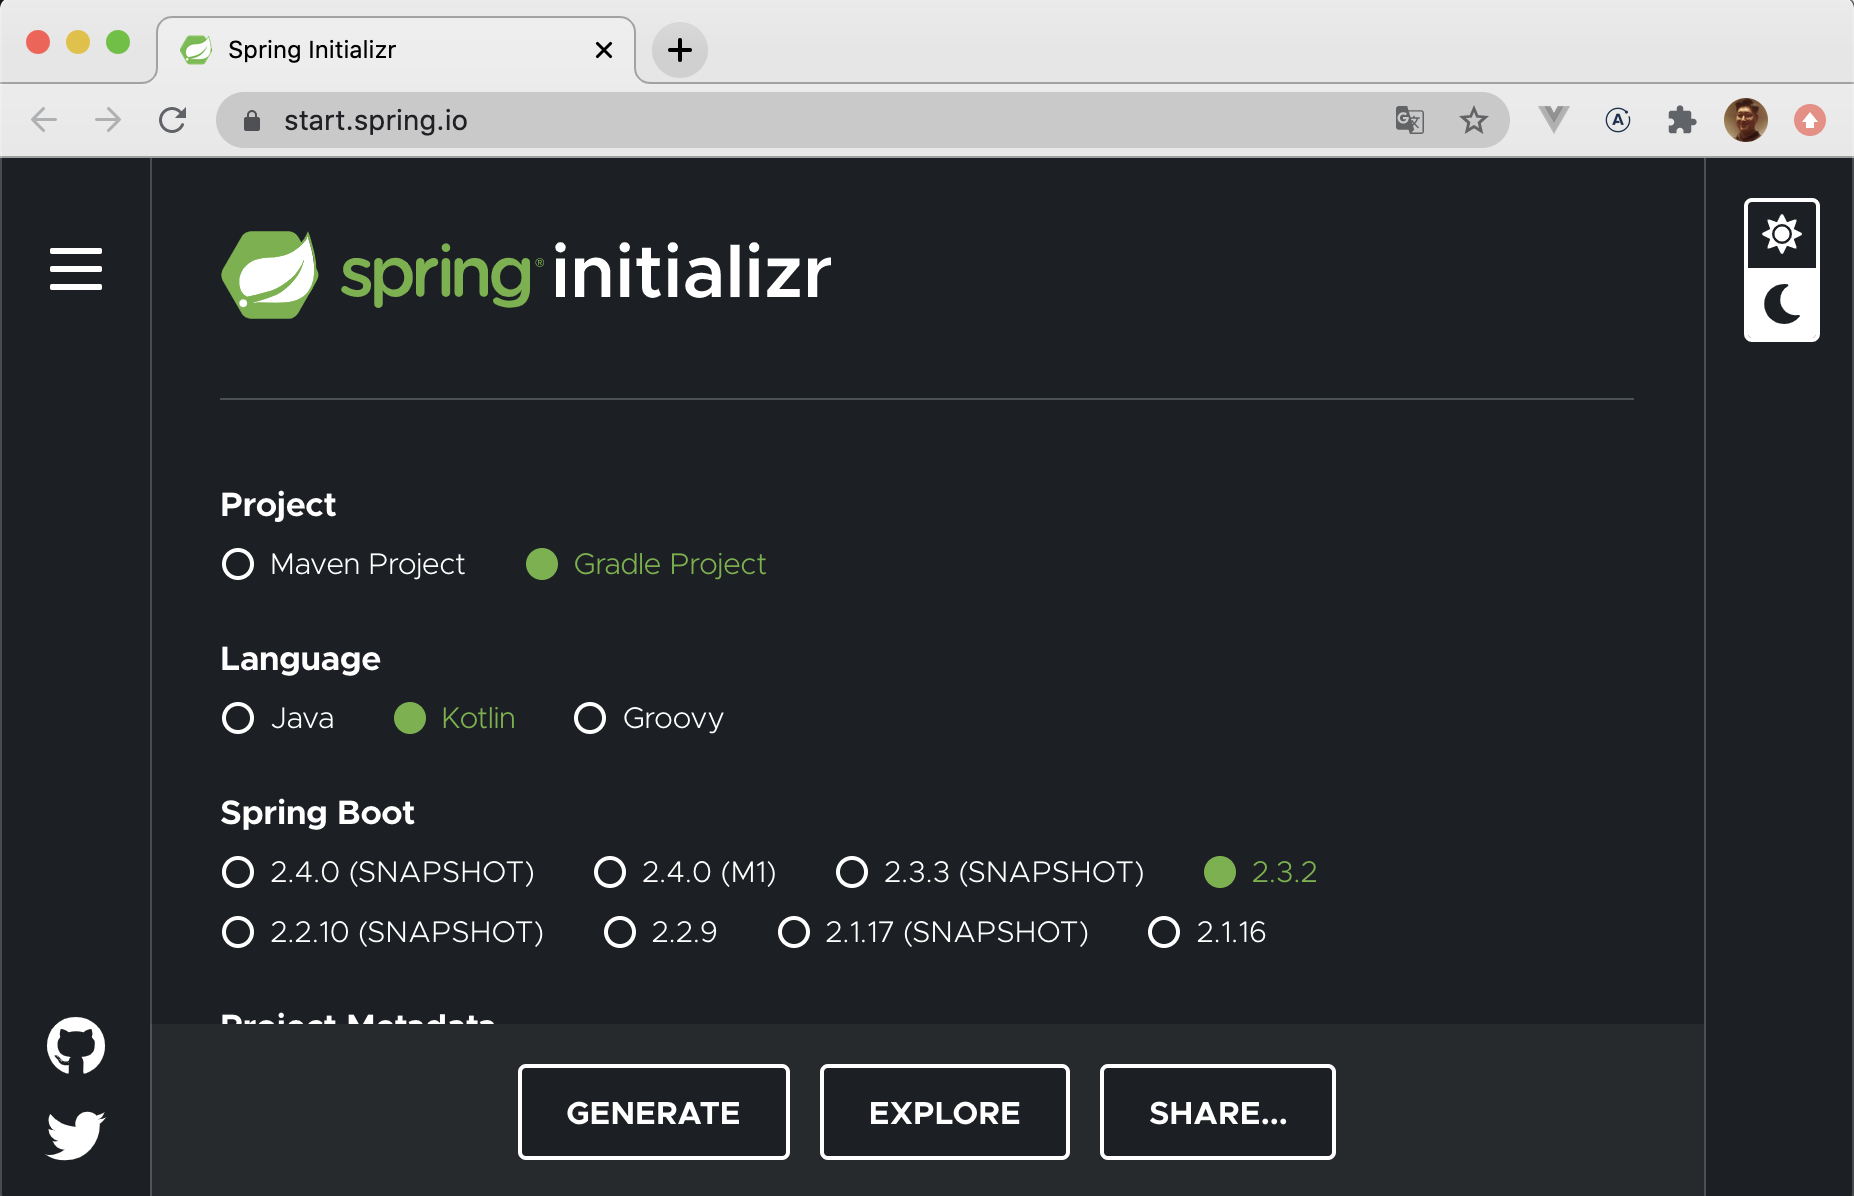 Spring Initializr
start.spring.io
spring® initializr
Project
Maven Project Gradle Project
Language
Java Kotlin Groovy
Spring Boot
2.4.0 (SNAPSHOT) 2.4.0 (M1) 2.3.3 (SNAPSHOT) 2.3.2
2.2.10 (SNAPSHOT) 2.2.9 2.1.17 (SNAPSHOT) 2.1.16
Project Metadata
GENERATE EXPLORE SHARE...